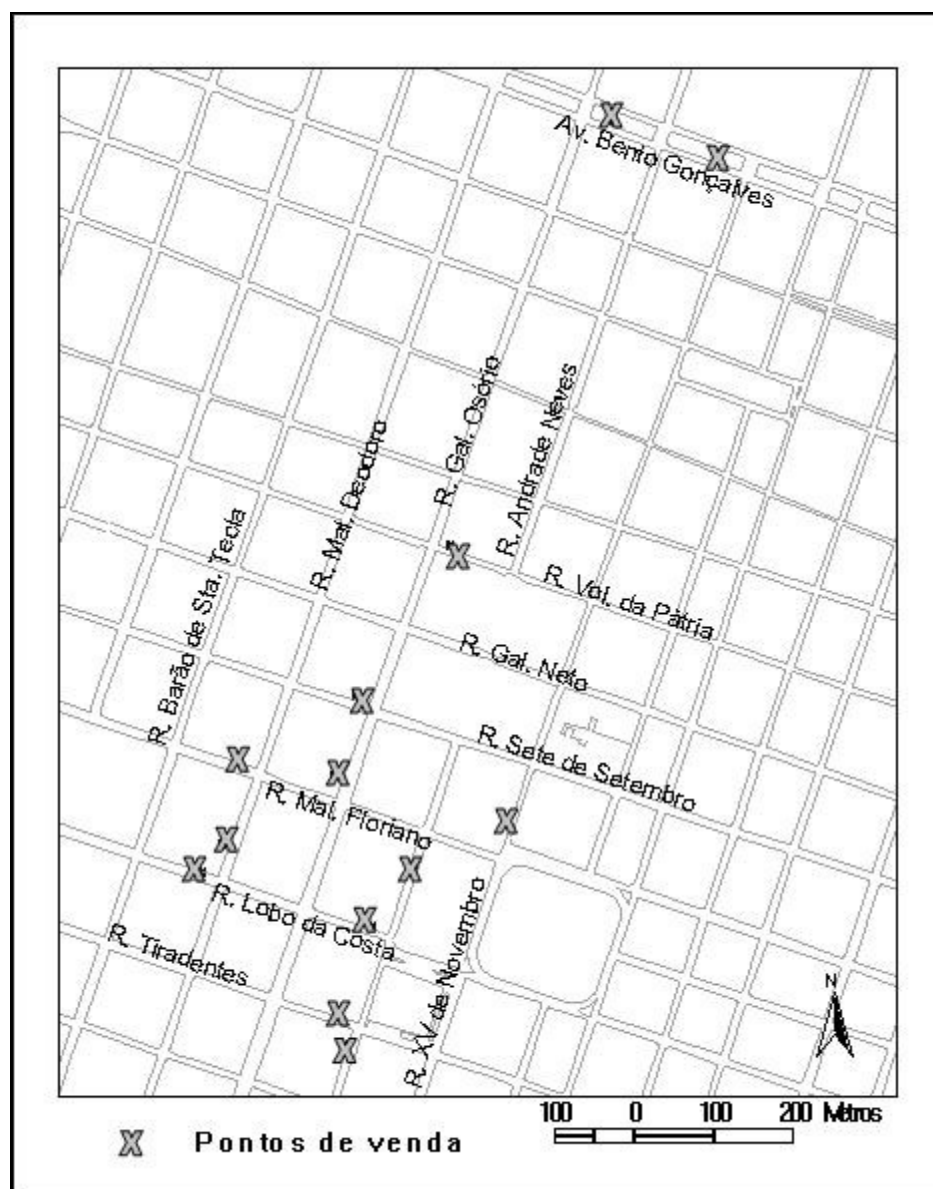 Av. Bento Gonçalves
R. Gal. Osório
R. Andrade Neves
R. Mal. Deodoro
R. Barão de Sta. Tecla
R. Vol. da Pàtria
R. Gal. Neto
R. Sete de Setembro
R. Mal. Floriano
R. Lobo da Costa
R. Tiradentes
R. XV de Novembro
N
100 0 100 200 Metros
X Pontos de venda